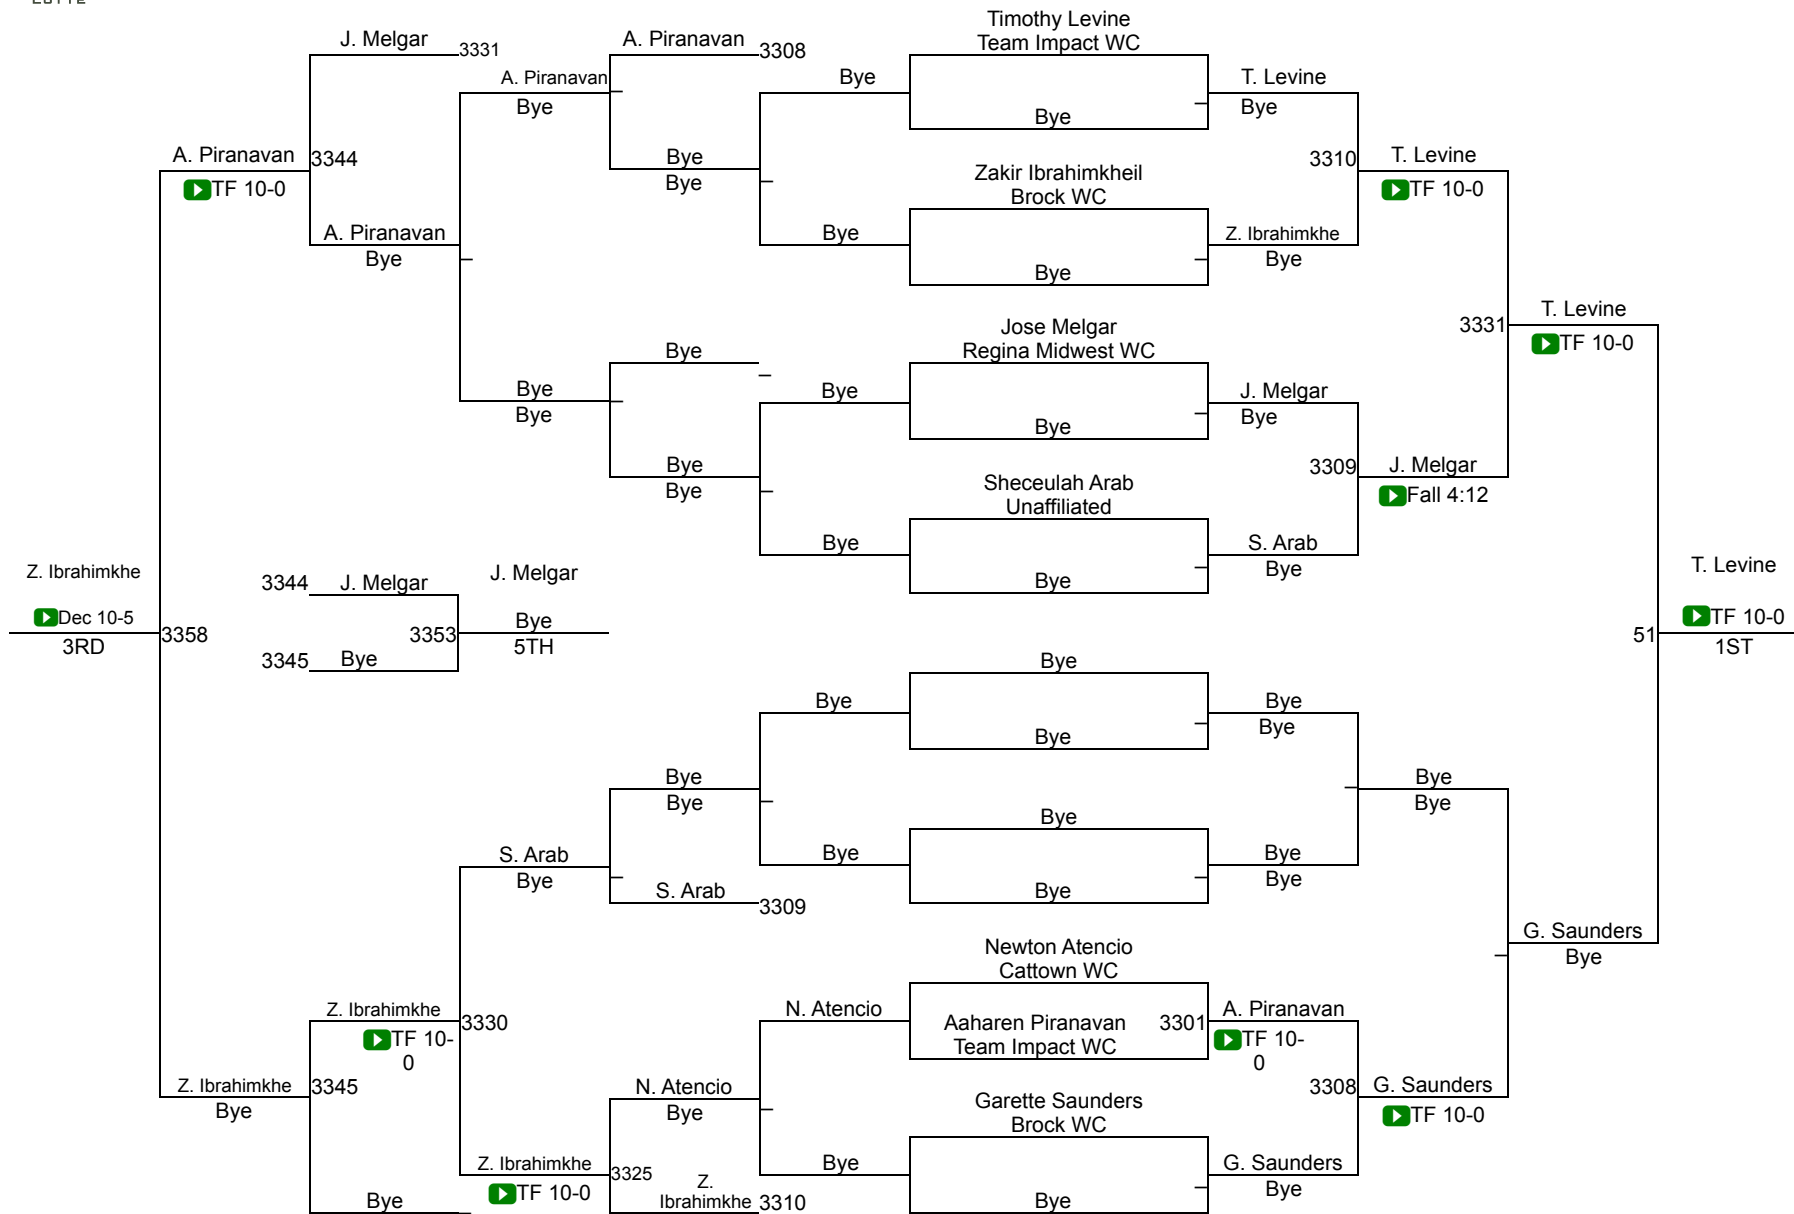 J. Melgar
3331
A. Piranavan
3308
Timothy Levine
Team Impact WC
A. Piranavan
Bye
Bye
T. Levine
Bye
Bye
A. Piranavan
3344
TF 10-0
Bye
Bye
Zakir Ibrahimkheil
Brock WC
3310
T. Levine
TF 10-0
A. Piranavan
Bye
Bye
Z. Ibrahimkhe
Bye
Bye
Jose Melgar
Regina Midwest WC
3331
T. Levine
TF 10-0
Bye
Bye
Bye
Bye
J. Melgar
Bye
Bye
Bye
Bye
Sheceulah Arab
Unaffiliated
3309
J. Melgar
Fall 4:12
Bye
S. Arab
Bye
Bye
Z. Ibrahimkhe
Dec 10-5
3RD
3358
3344
J. Melgar
3345
Bye
3353
J. Melgar
Bye
5TH
51
T. Levine
TF 10-0
1ST
Bye
Bye
Bye
Bye
Bye
Bye
Bye
Bye
Bye
Bye
S. Arab
Bye
Bye
Bye
Bye
Bye
S. Arab
3309
Bye
G. Saunders
Bye
Newton Atencio
Cattown WC
Z. Ibrahimkhe
TF 10-
0
3330
N. Atencio
Aaharen Piranavan
Team Impact WC
3301
A. Piranavan
TF 10-
0
Z. Ibrahimkhe
Bye
3345
N. Atencio
Bye
Garette Saunders
Brock WC
3308
G. Saunders
TF 10-0
Z. Ibrahimkhe
TF 10-0
3325
Z.
Ibrahimkhe
3310
Bye
G. Saunders
Bye
Bye
Bye